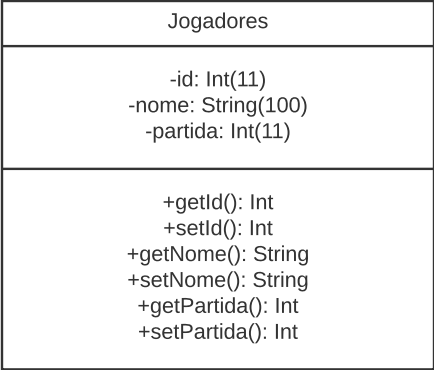 Jogadores
-id: Int(11)
-nome: String(100)
-partida: Int(11)
+getId(): Int
+setId(): Int
+getNome(): String
+setNome(): String
+getPartida(): Int
+setPartida(): Int